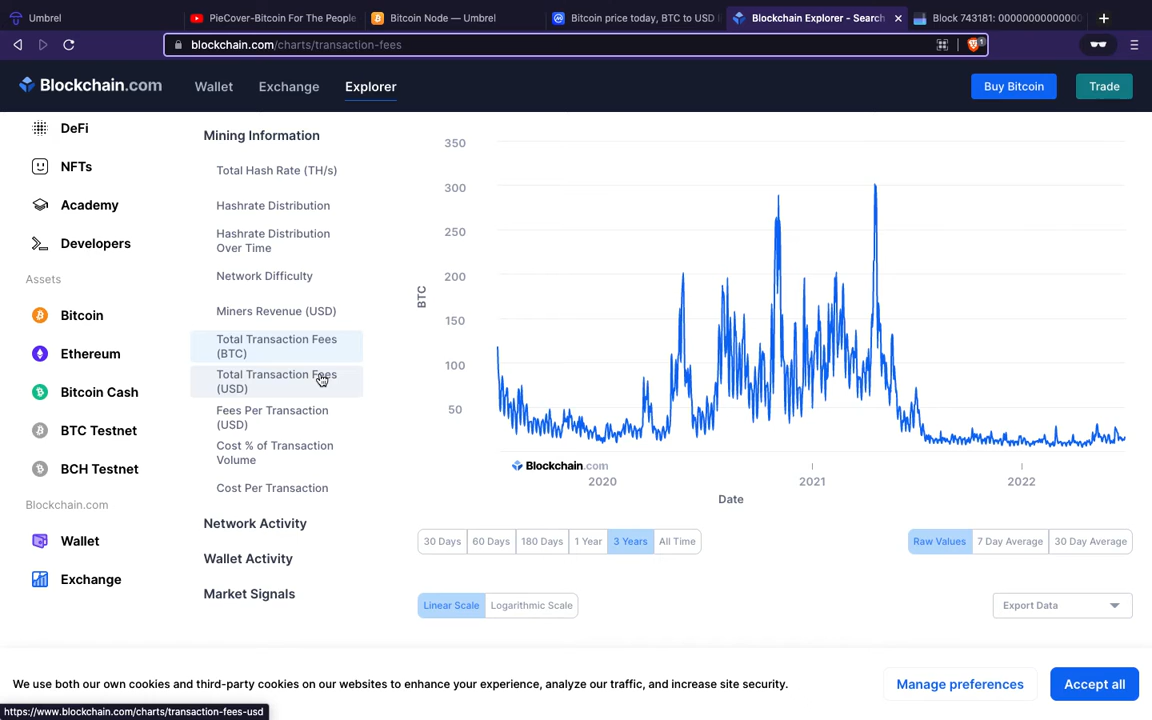 Umbrel
PieCover-Bitcoin For The People
Bitcoin Node — Umbrel
Bitcoin price today, BTC to USD
Blockchain Explorer - Search
Block 743181: 00000000000000
blockchain.com/charts/transaction-fees
1
Blockchain.com
Wallet
Exchange
Explorer
Buy Bitcoin
Trade
DeFi
NFTs
Academy
Developers
Assets
Bitcoin
Ethereum
Bitcoin Cash
BTC Testnet
BCH Testnet
Blockchain.com
Wallet
Exchange
Mining Information
Total Hash Rate (TH/s)
Hashrate Distribution
Hashrate Distribution
Over Time
Network Difficulty
Miners Revenue (USD)
Total Transaction Fees
(BTC)
Total Transaction Fees
(USD)
Fees Per Transaction
(USD)
Cost % of Transaction
Volume
Cost Per Transaction
Network Activity
Wallet Activity
Market Signals
350
300
250
200
150
100
50
BTC
Blockchain.com
2020
2021
2022
Date
30 Days
60 Days
180 Days
1 Year
3 Years
All Time
Raw Values
7 Day Average
30 Day Average
Linear Scale
Logarithmic Scale
Export Data
We use both our own cookies and third-party cookies on our websites to enhance your experience, analyze our traffic, and increase site security.
Manage preferences
Accept all
https://www.blockchain.com/charts/transaction-fees-usd